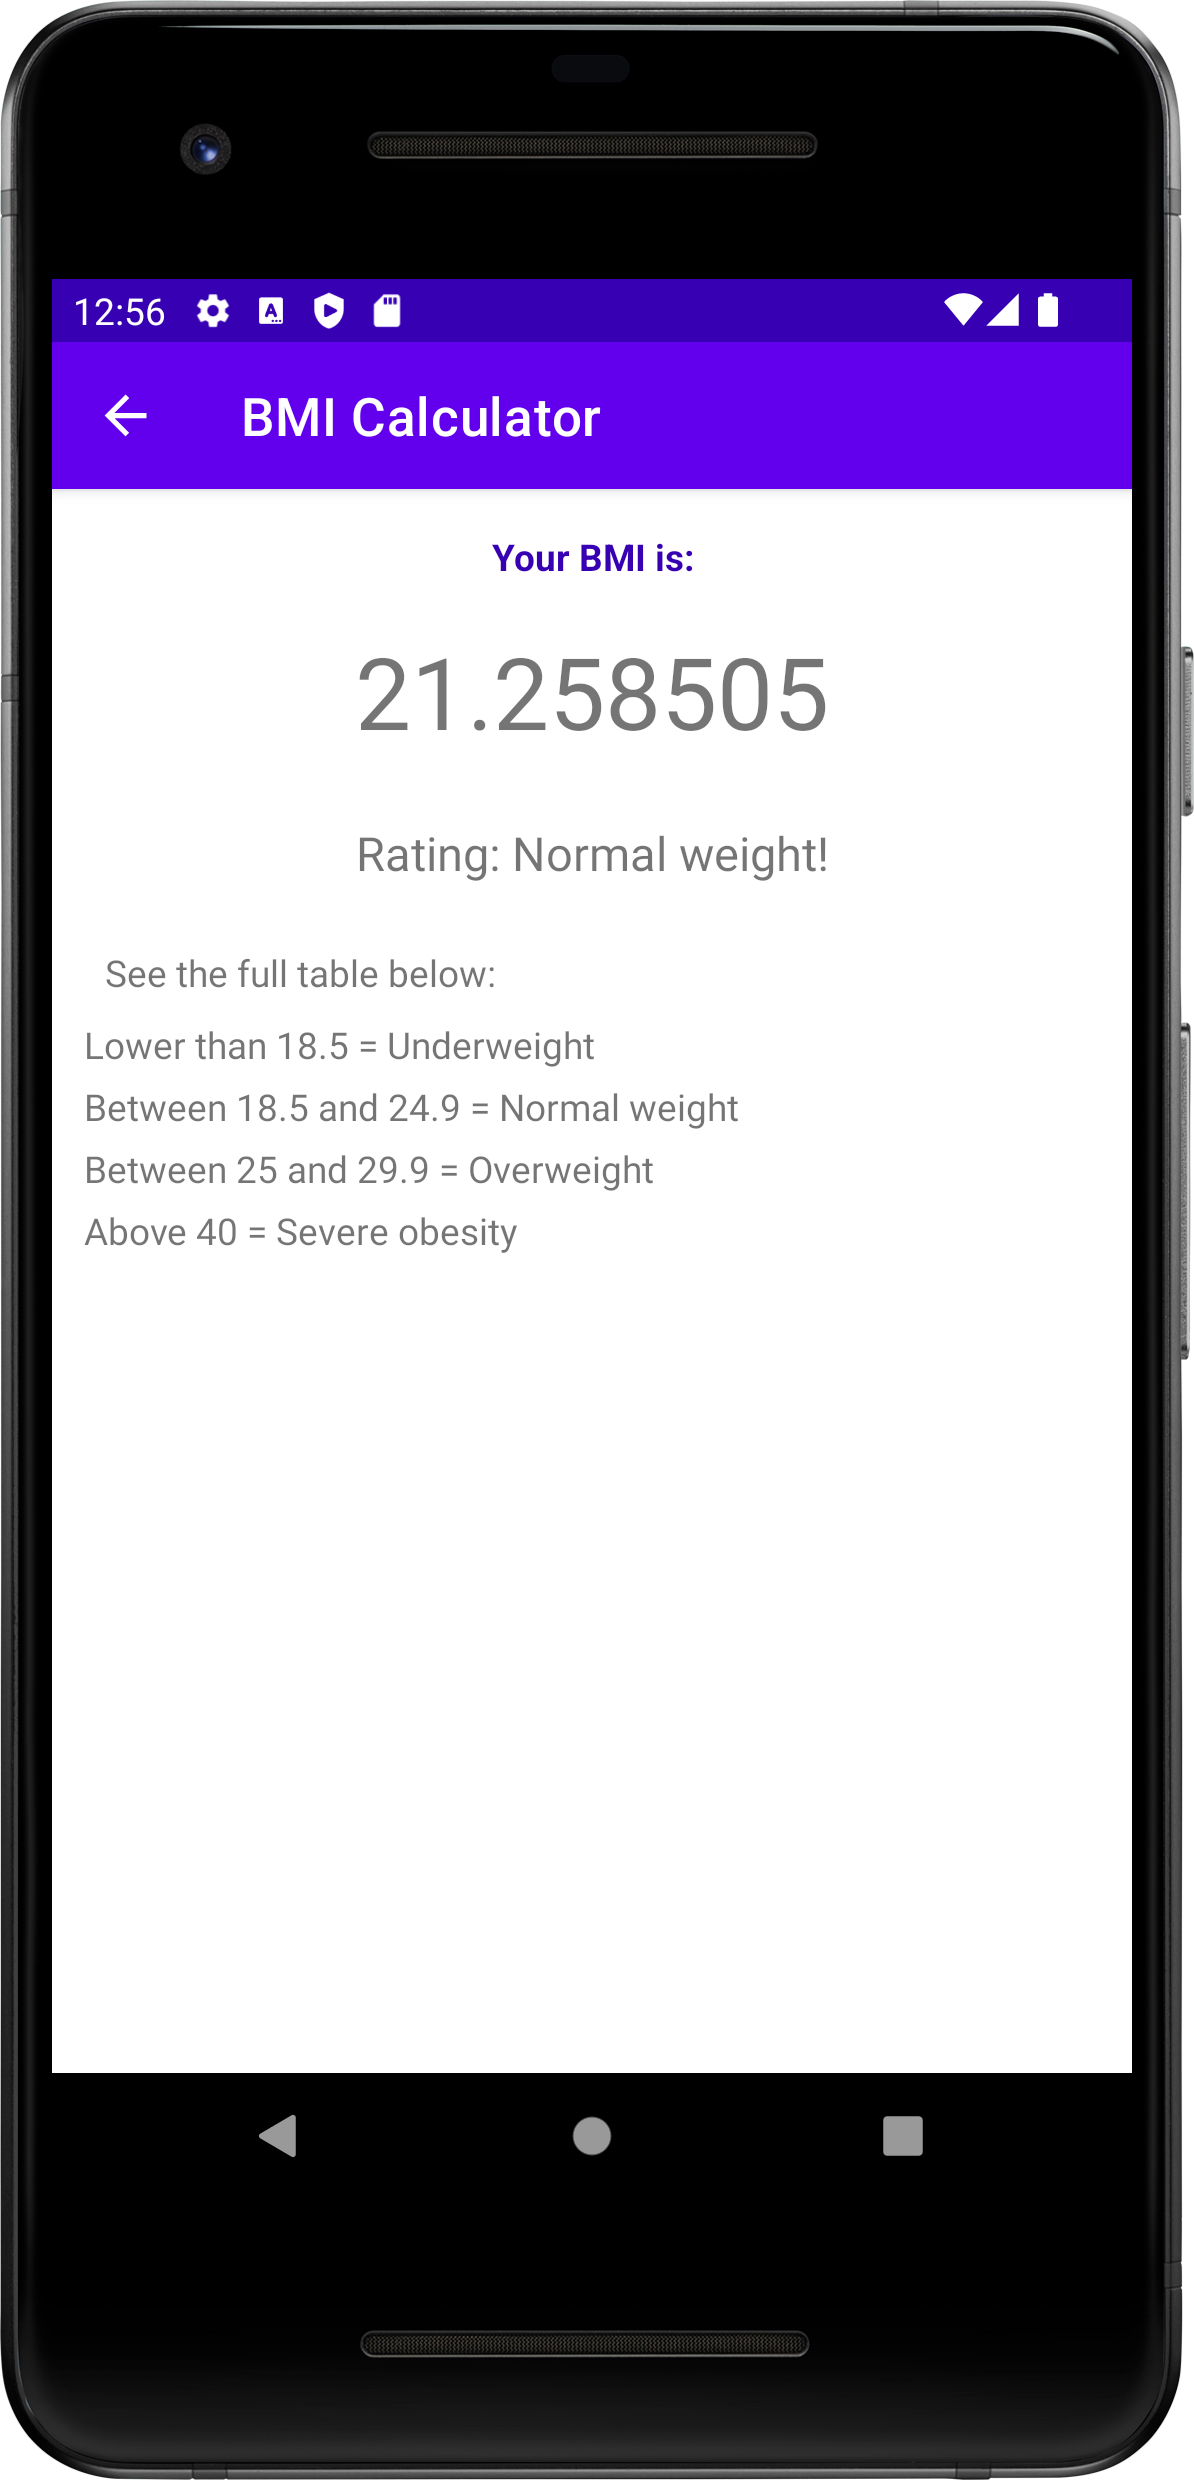 12:56
BMI Calculator
Your BMI is:
21.258505
Rating: Normal weight!
See the full table below:
Lower than 18.5 = Underweight
Between 18.5 and 24.9 = Normal weight
Between 25 and 29.9 = Overweight
Above 40 = Severe obesity